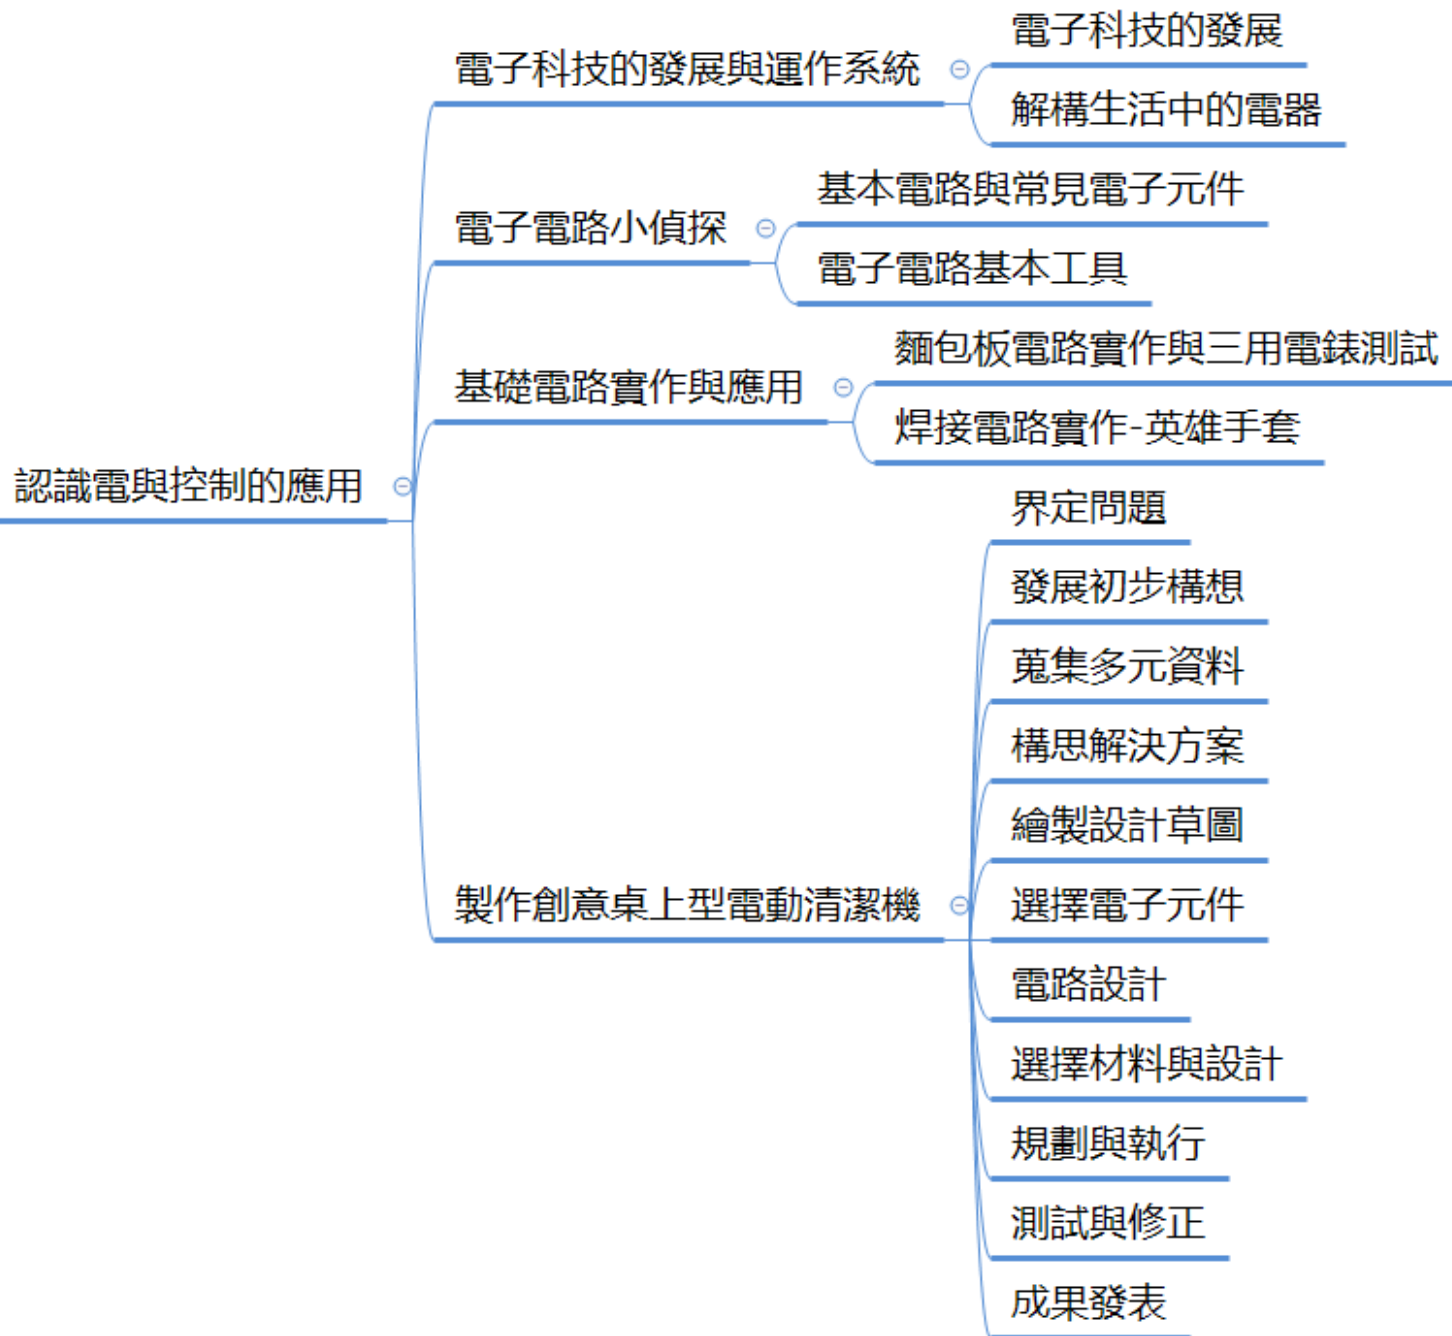 認識電與控制的應用
電子科技的發展與運作系統
電子科技的發展
解構生活中的電器
電子電路小偵探
基本電路與常見電子元件
電子電路基本工具
基礎電路實作與應用
麵包板電路實作與三用電錶測試
焊接電路實作-英雄手套
製作創意桌上型電動清潔機
界定問題
發展初步構想
蒐集多元資料
構思解決方案
繪製設計草圖
選擇電子元件
電路設計
選擇材料與設計
規劃與執行
測試與修正
成果發表